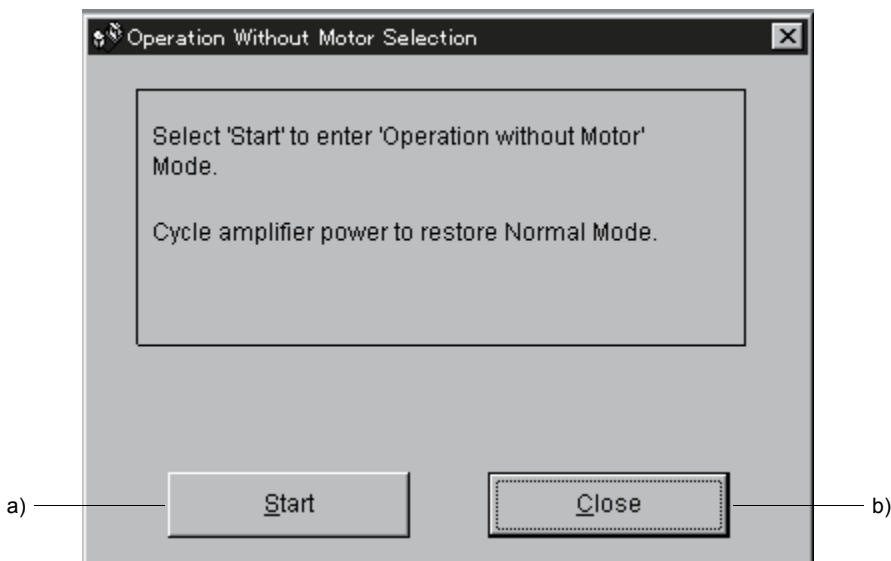 Operation Without Motor Selection
Select 'Start' to enter 'Operation without Motor'
Mode.
Cycle amplifier power to restore Normal Mode.
a)
Start
Close
b)